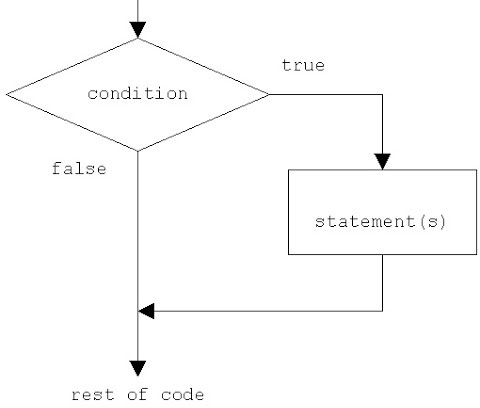 true
condition
false
statement(s)
rest of code